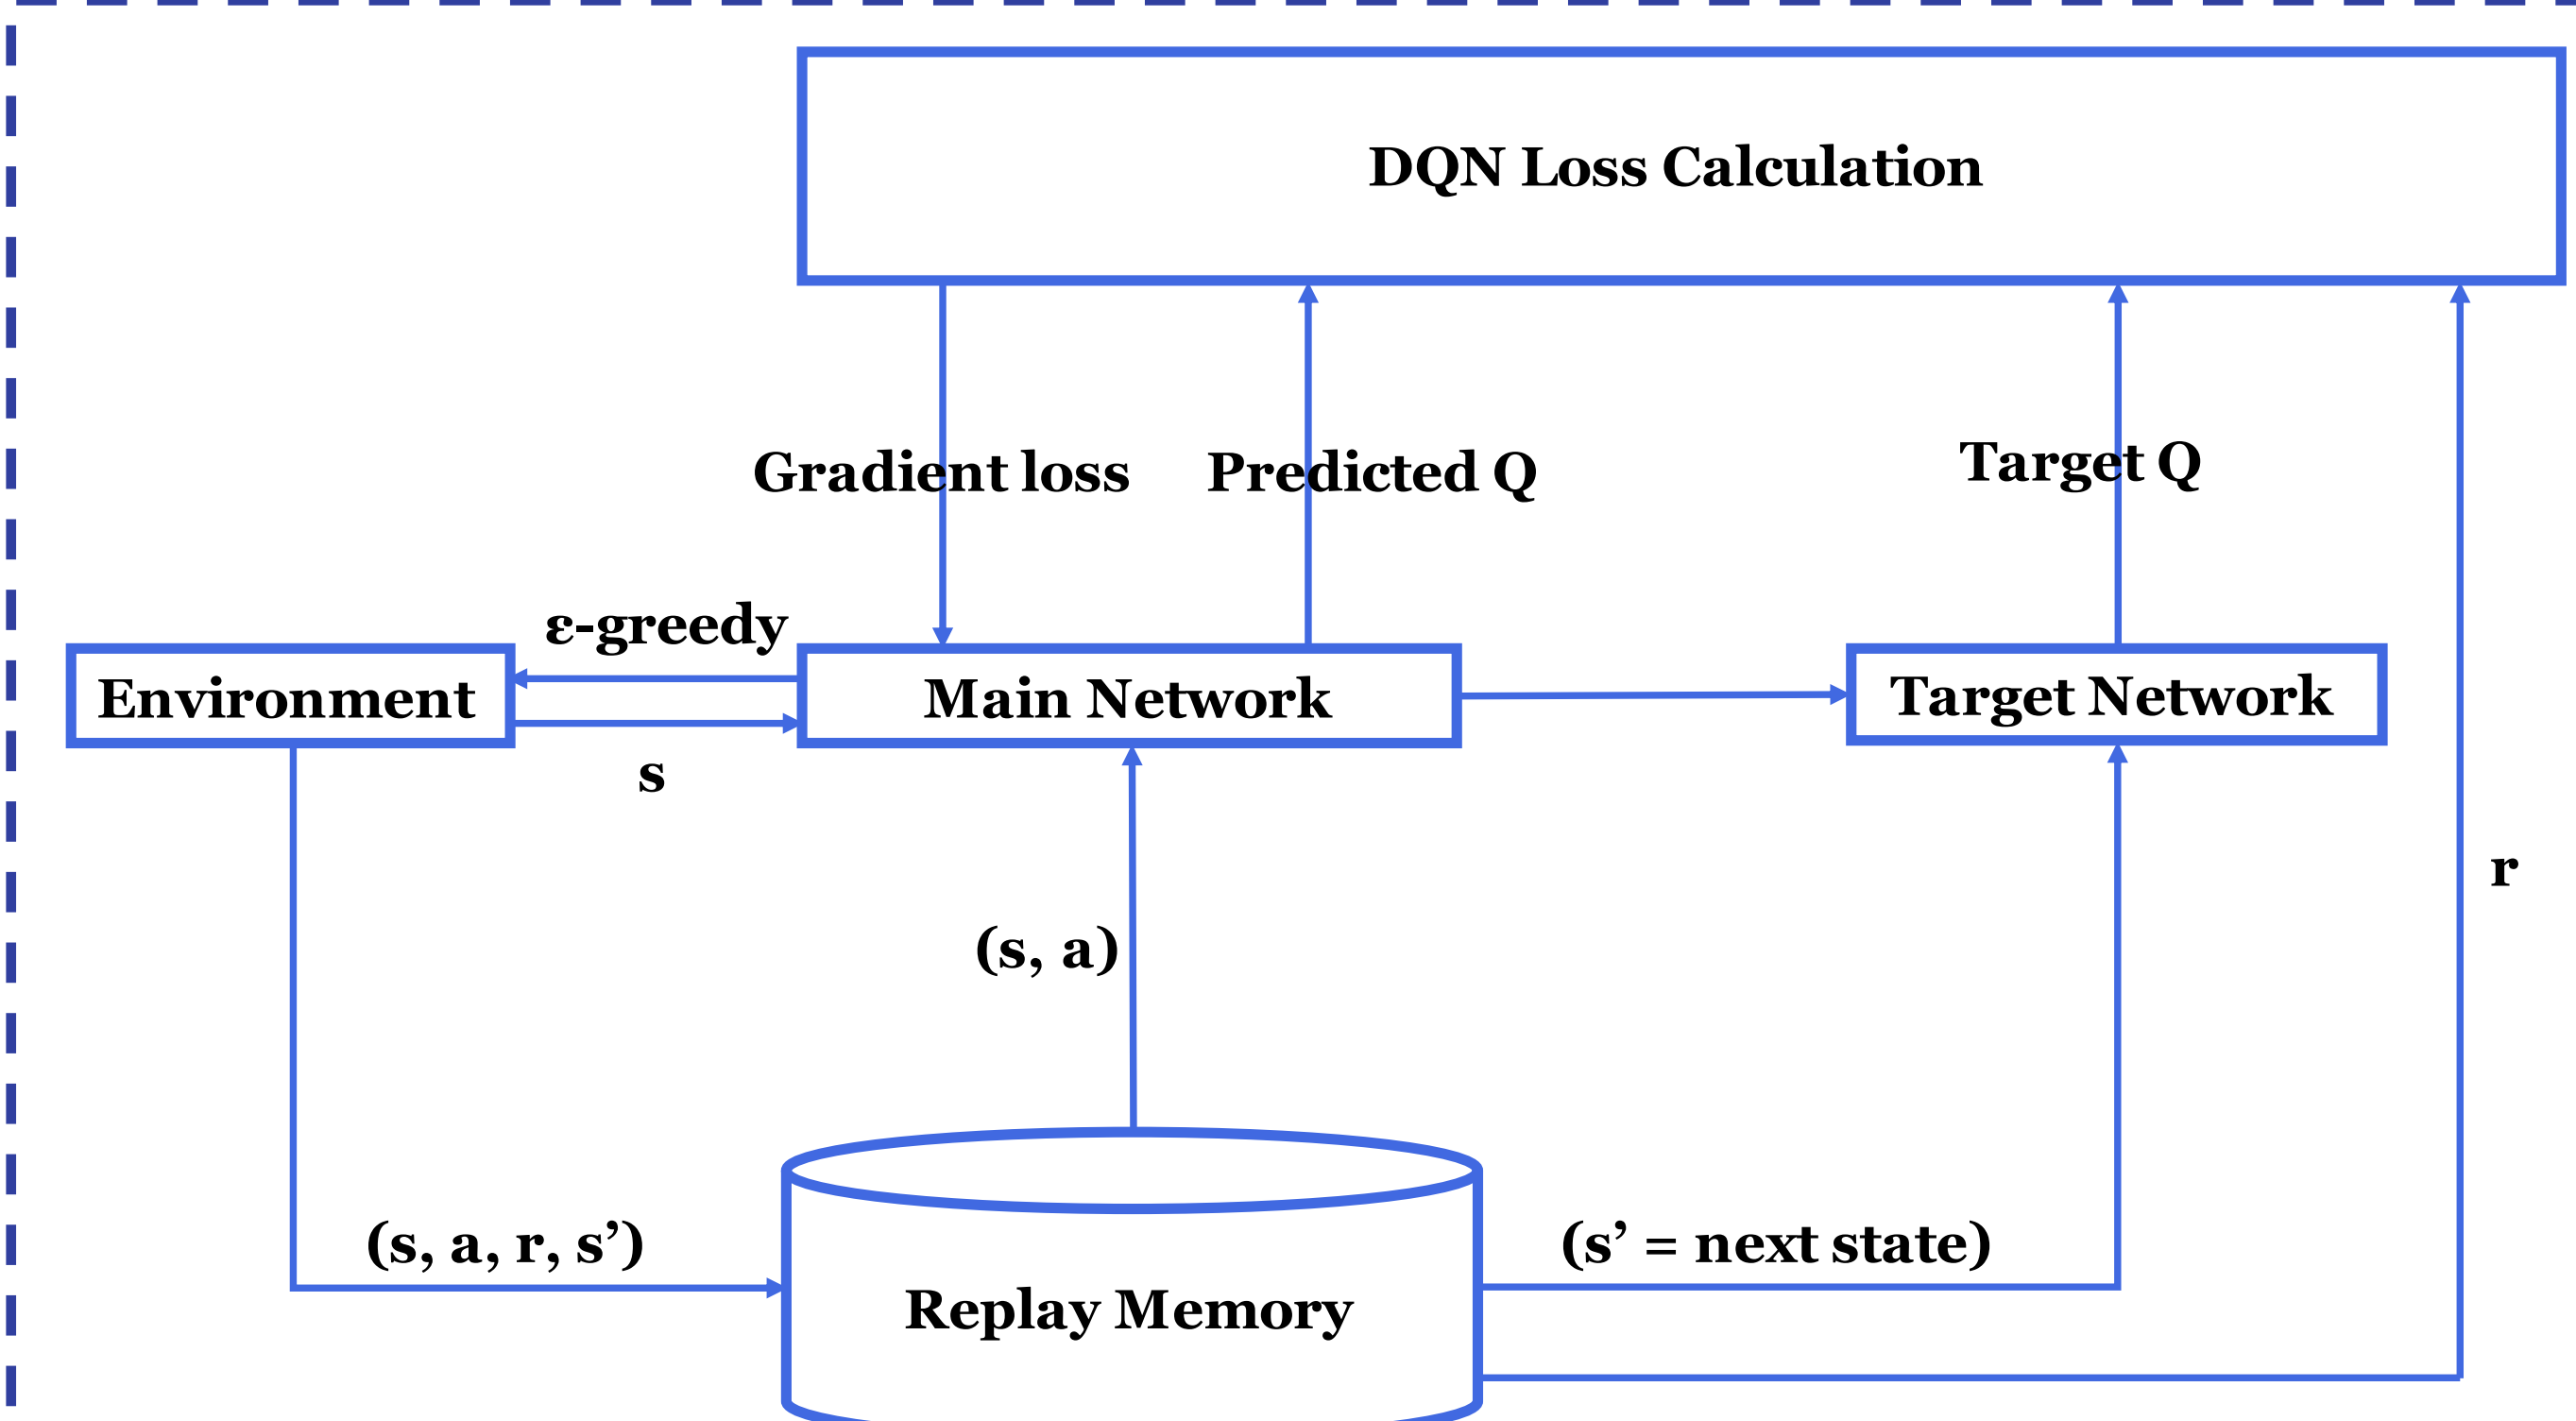 DQN Loss Calculation
Gradient loss
Predicted Q
Target Q
ε-greedy
Environment
Main Network
Target Network
s
r
(s, a)
(s, a, r, s’)
(s’ = next state)
Replay Memory